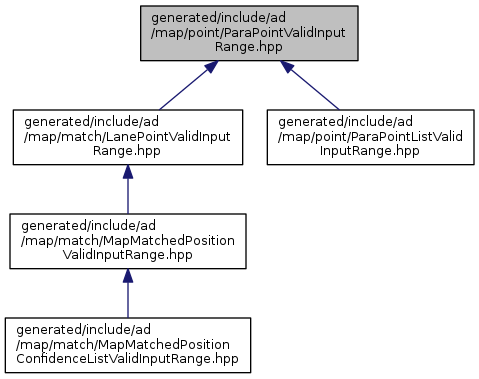 generated/include/ad
/map/point/ParaPointValidInput
Range.hpp
generated/include/ad
/map/match/LanePointValidInput
Range.hpp
generated/include/ad
/map/point/ParaPointListValid
InputRange.hpp
generated/include/ad
/map/match/MapMatchedPosition
ValidInputRange.hpp
generated/include/ad
/map/match/MapMatchedPosition
ConfidenceListValidInputRange.hpp